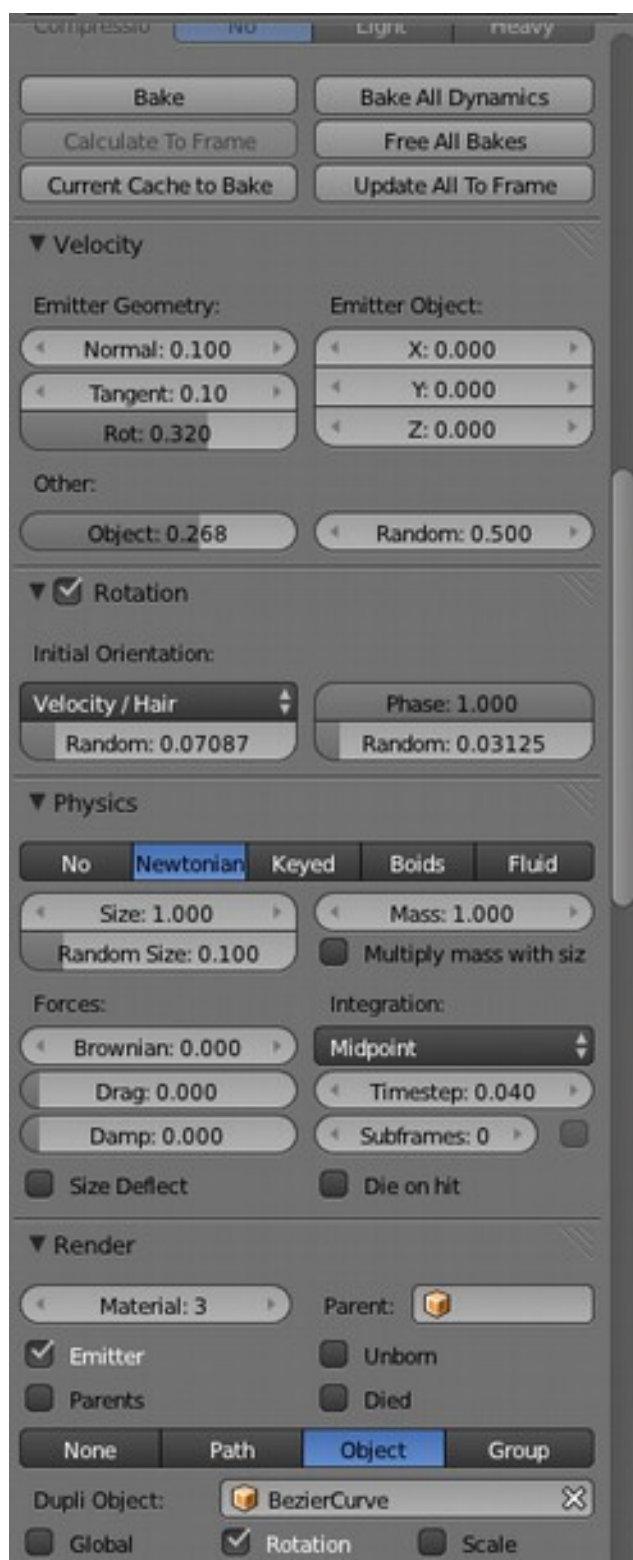 Compressio No Light Heavy
Bake Bake All Dynamics
Calculate To Frame Free All Bakes
Current Cache to Bake Update All To Frame
Velocity
Emitter Geometry: Emitter Object:
Normal: 0.100 X: 0.000
Tangent: 0.10 Y: 0.000
Rot: 0.320 Z: 0.000
Other:
Object: 0.268 Random: 0.500
Rotation
Initial Orientation:
Velocity / Hair Phase: 1.000
Random: 0.07087 Random: 0.03125
Physics
No Newtonian Keyed Boids Fluid
Size: 1.000 Mass: 1.000
Random Size: 0.100 Multiply mass with siz
Forces: Integration:
Brownian: 0.000 Midpoint
Drag: 0.000 Timestep: 0.040
Damp: 0.000 Subframes: 0
Size Deflect Die on hit
Render
Material: 3 Parent:
Emitter Unborn
Parents Died
None Path Object Group
Dupli Object: BezierCurve
Global Rotation Scale